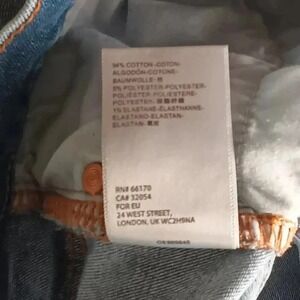 94% COTTON -COTON-
ALGODÓN-COTONE-
BAUMWOLLE- 棉
5% POLYESTER-POLYESTER-
POLIÉSTER-POLIESTERE-
POLYESTER-
1% ELASTANE-ÉLASTHANNE-
ELASTANO-ELASTAN-
ELASTAN-
RN# 66170
CA# 32054
FOR EU
24 WEST STREET,
LONDON, UK WC2H9NA